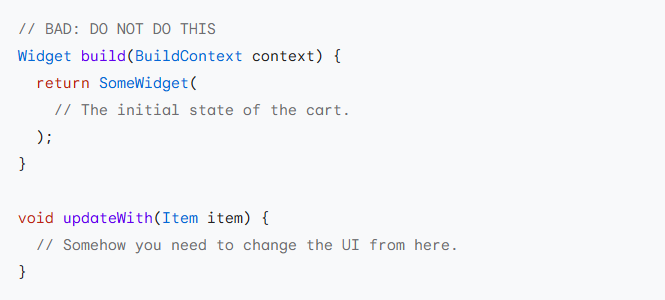 // BAD: DO NOT DO THIS
Widget build(BuildContext context) {
  return SomeWidget(
    // The initial state of the cart.
  );
}

void updateWith(Item item) {
  // Somehow you need to change the UI from here.
}